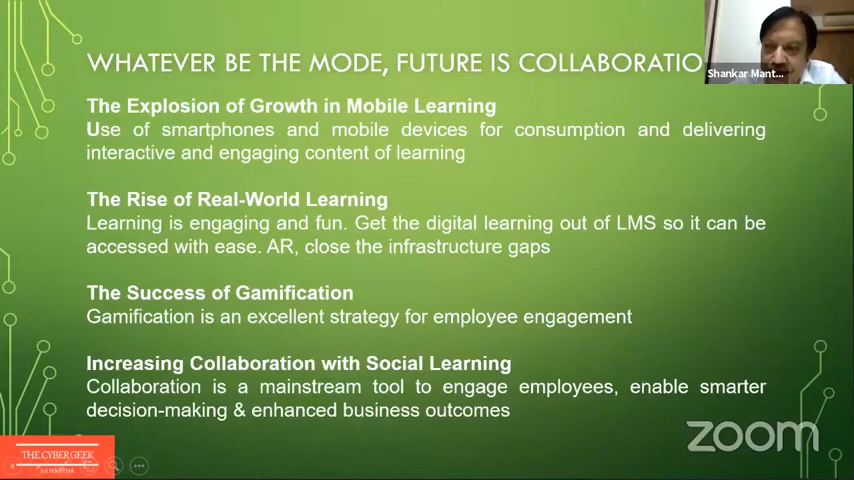 WHATEVER BE THE MODE, FUTURE IS COLLABORATIO
Shankar Mant...
The Explosion of Growth in Mobile Learning
Use of smartphones and mobile devices for consumption and delivering
interactive and engaging content of learning
The Rise of Real-World Learning
Learning is engaging and fun. Get the digital learning out of LMS so it can be
accessed with ease. AR, close the infrastructure gaps
The Success of Gamification
Gamification is an excellent strategy for employee engagement
Increasing Collaboration with Social Learning
Collaboration is a mainstream tool to engage employees, enable smarter
decision-making & enhanced business outcomes
zoom
THE CYBERGEEK